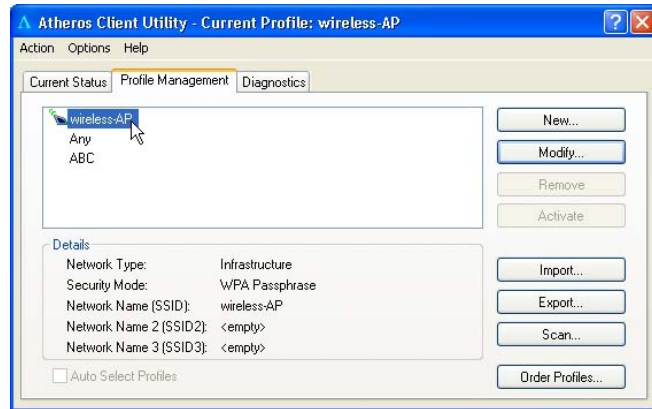 Atheros Client Utility - Current Profile: wireless-AP
Action Options Help
Current Status Profile Management Diagnostics
wireless-AP
Any
ABC
New...
Modify...
Remove
Activate
Details
Network Type: Infrastructure
Security Mode: WPA Passphrase
Network Name (SSID): wireless-AP
Network Name 2 (SSID2): <empty>
Network Name 3 (SSID3): <empty>
Import...
Export...
Scan...
Auto Select Profiles
Order Profiles...